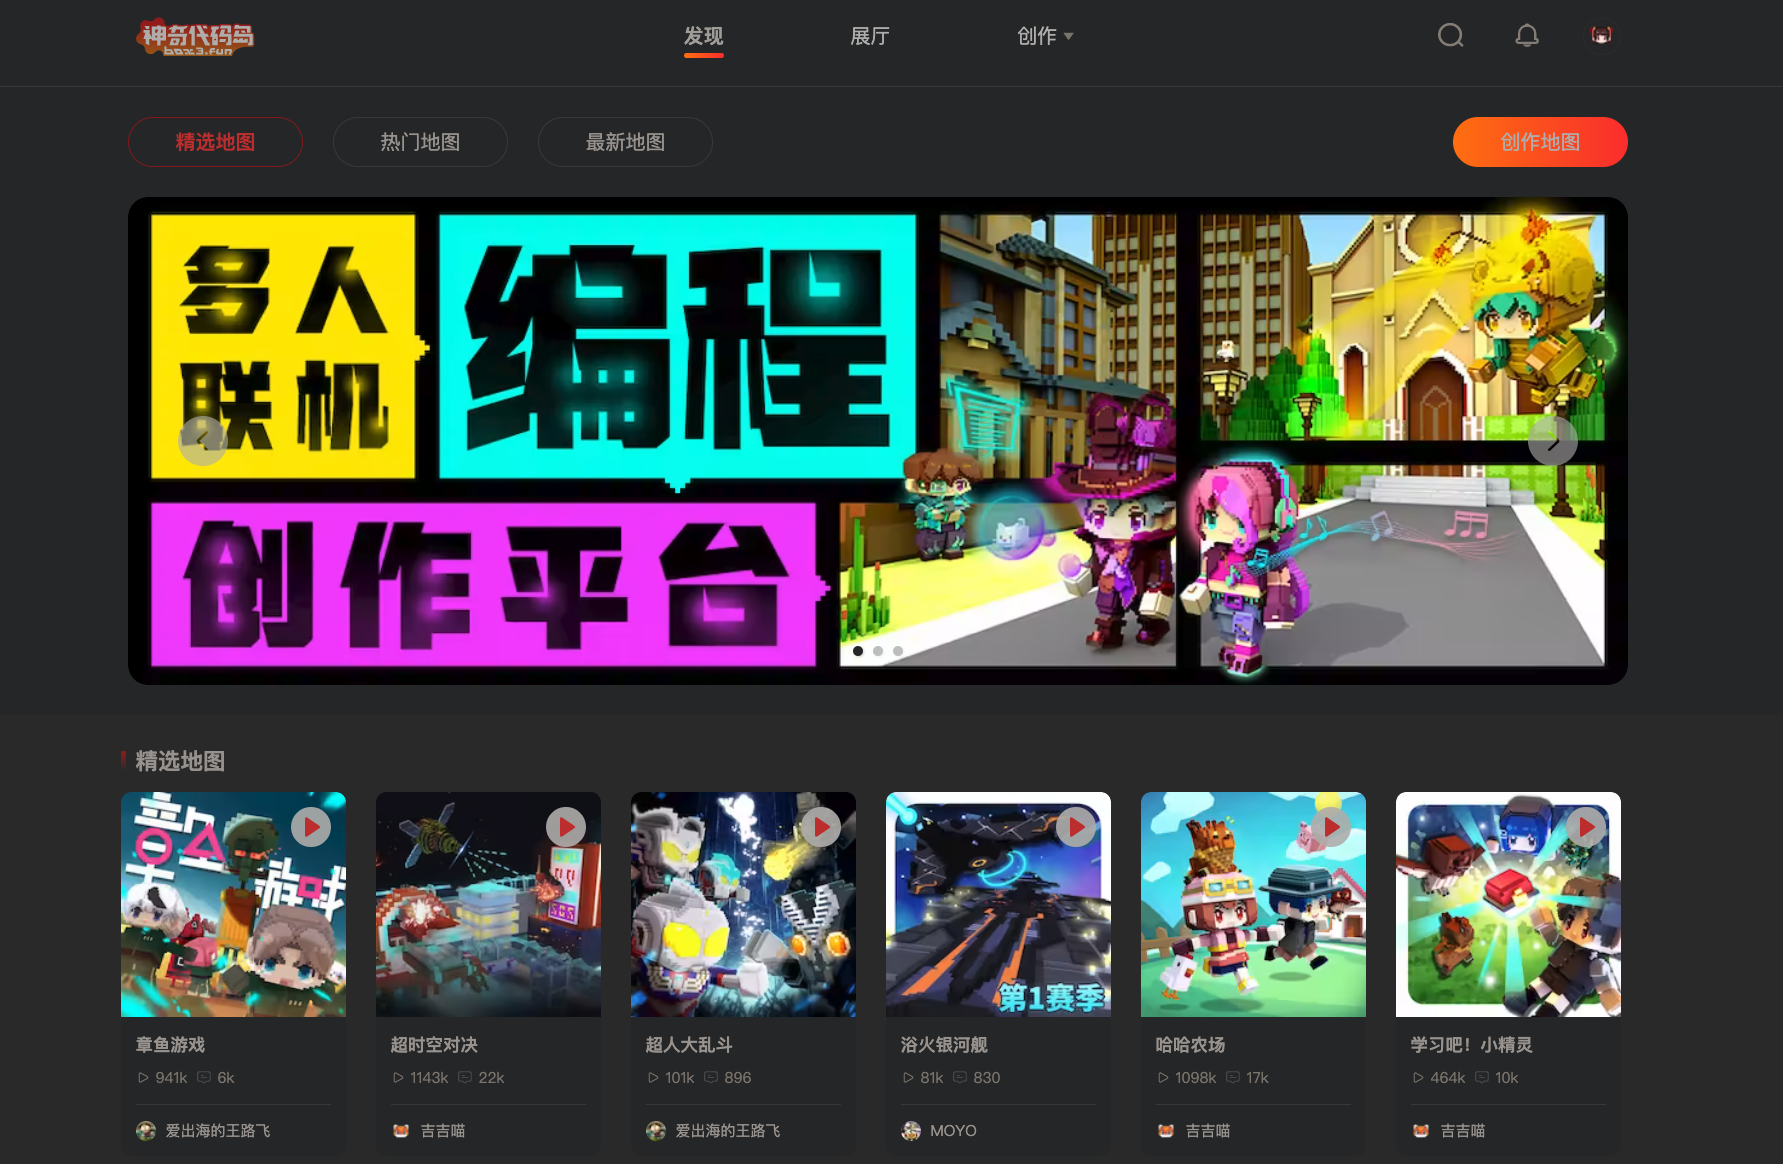 神奇代码岛
box3.fun
发现
展厅
创作
精选地图
热门地图
最新地图
创作地图
多人
联机
编程
创作平台
精选地图
章鱼游戏
第1赛季
章鱼游戏
941k 6k
爱出海的王路飞
超时空对决
1143k 22k
吉吉喵
超人大乱斗
101k 896
爱出海的王路飞
浴火银河舰
81k 830
MOYO
哈哈农场
1098k 17k
吉吉喵
学习吧！小精灵
464k 10k
吉吉喵